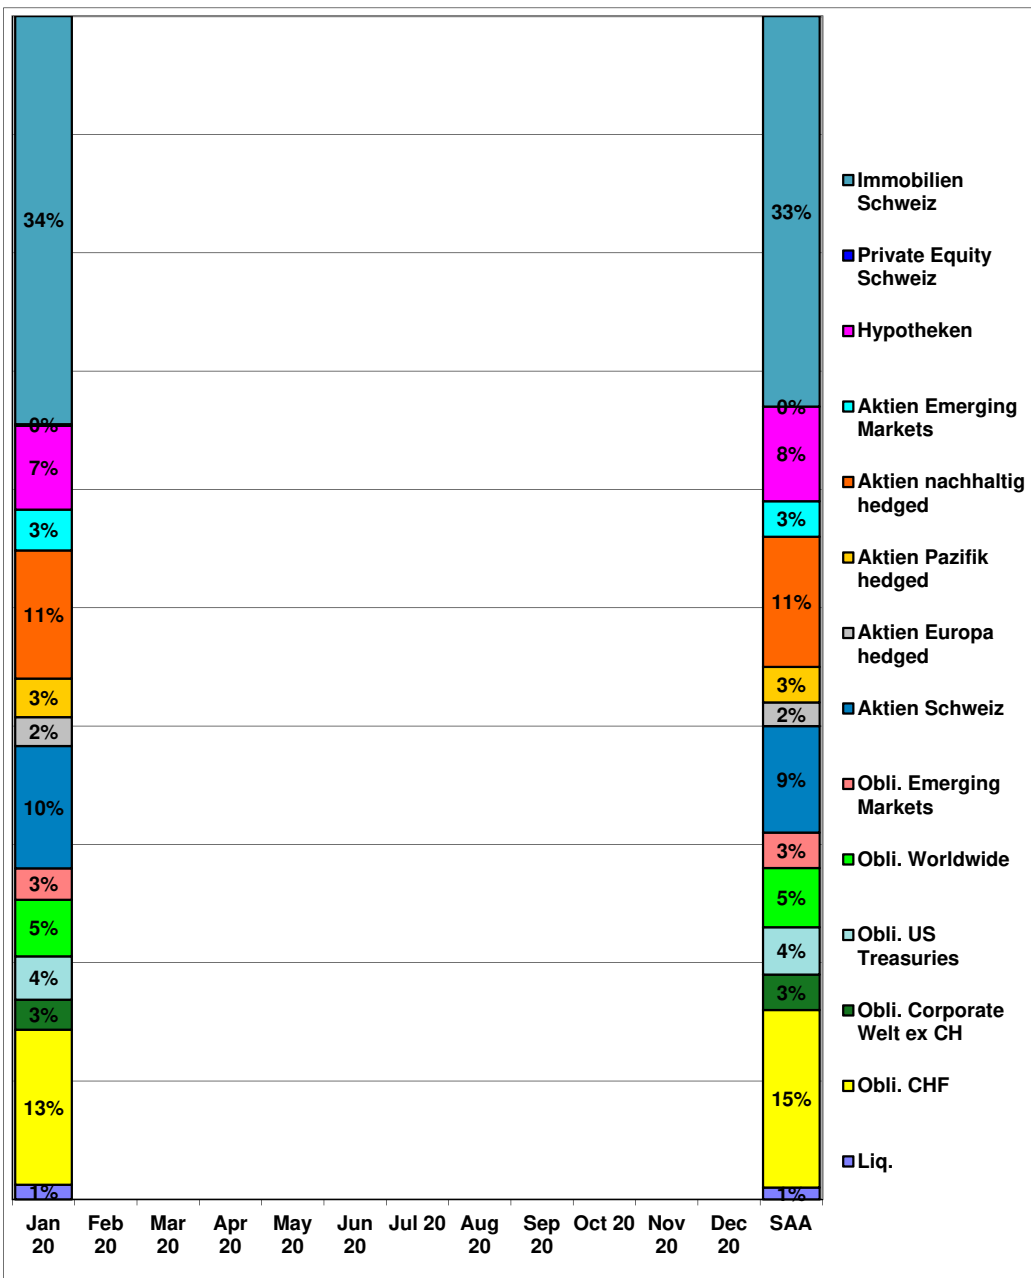 34%
0%
7%
3%
11%
3%
2%
10%
3%
5%
4%
3%
13%
1%
33%
0%
8%
3%
11%
3%
2%
9%
3%
5%
4%
3%
15%
1%
Immobilien
Schweiz
Private Equity
Schweiz
Hypotheken
Aktien Emerging
Markets
Aktien nachhaltig
hedged
Aktien Pazifik
hedged
Aktien Europa
hedged
Aktien Schweiz
Obli. Emerging
Markets
Obli. Worldwide
Obli. US
Treasuries
Obli. Corporate
Welt ex CH
Obli. CHF
Liq.
Jan
20
Feb
20
Mar
20
Apr
20
May
20
Jun
20
Jul 20
Aug
20
Sep
20
Oct 20
Nov
20
Dec
20
SAA